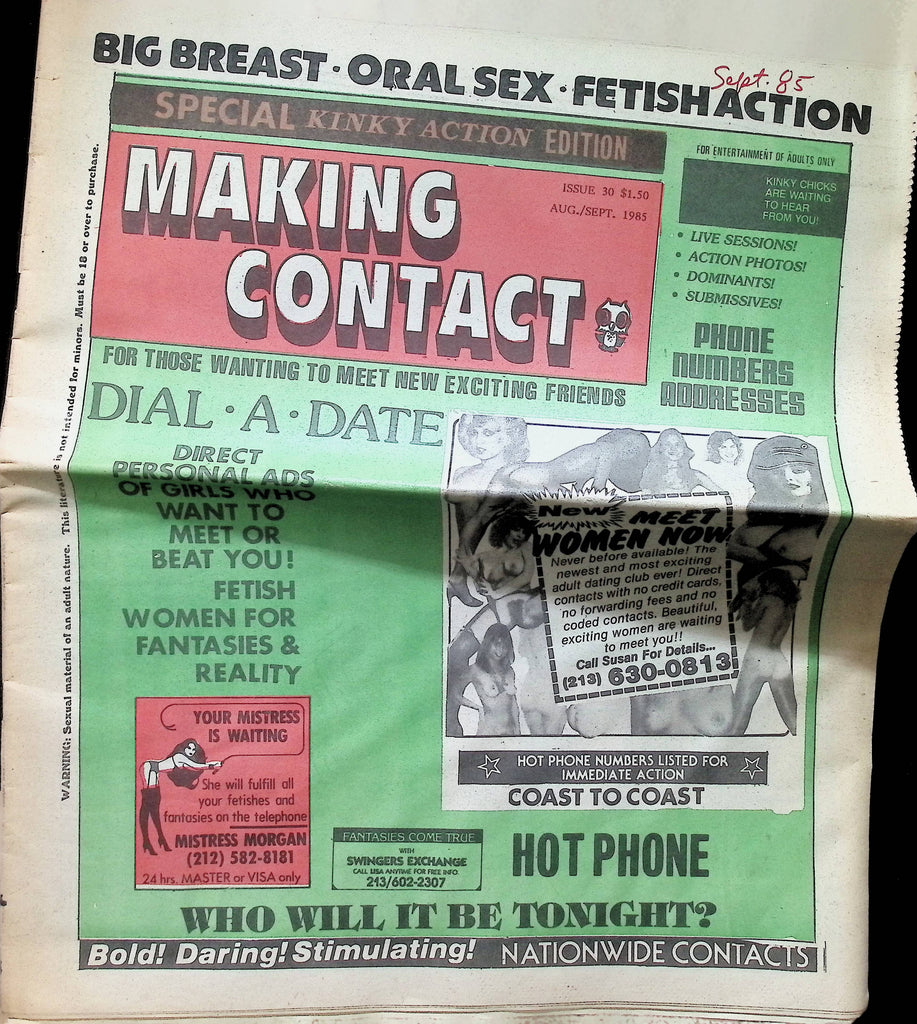 BIG BREAST · ORAL SEX · FETISH ACTION
Sept. 85
SPECIAL KINKY ACTION EDITION
MAKING
CONTACT
ISSUE 30 $1.50
AUG./SEPT. 1985
FOR ENTERTAINMENT OF ADULTS ONLY
KINKY CHICKS
ARE WAITING
TO HEAR
FROM YOU!
• LIVE SESSIONS!
• ACTION PHOTOS!
• DOMINANTS!
• SUBMISSIVES!
PHONE
NUMBERS
ADDRESSES
FOR THOSE WANTING TO MEET NEW EXCITING FRIENDS
DIAL · A · DATE
DIRECT
PERSONAL ADS
OF GIRLS WHO
WANT TO
MEET OR
BEAT YOU!
FETISH
WOMEN FOR
FANTASIES &
REALITY
New MEET
WOMEN NOW
Never before available! The
newest and most exciting
adult dating club ever! Direct
contacts with no credit cards,
no forwarding fees and no
coded contacts. Beautiful,
exciting women are waiting
to meet you!!
Call Susan For Details...
(213) 630-0813
HOT PHONE NUMBERS LISTED FOR
IMMEDIATE ACTION
COAST TO COAST
YOUR MISTRESS
IS WAITING
She will fulfill all
your fetishes and
fantasies on the telephone
MISTRESS MORGAN
(212) 582-8181
24 hrs. MASTER or VISA only
FANTASIES COME TRUE
WITH
SWINGERS EXCHANGE
CALL LISA ANYTIME FOR FREE INFO.
213/602-2307
HOT PHONE
WHO WILL IT BE TONIGHT?
Bold! Daring! Stimulating! NATIONWIDE CONTACTS
WARNING: Sexual material of an adult nature. This literature is not intended for minors. Must be 18 or over to purchase.